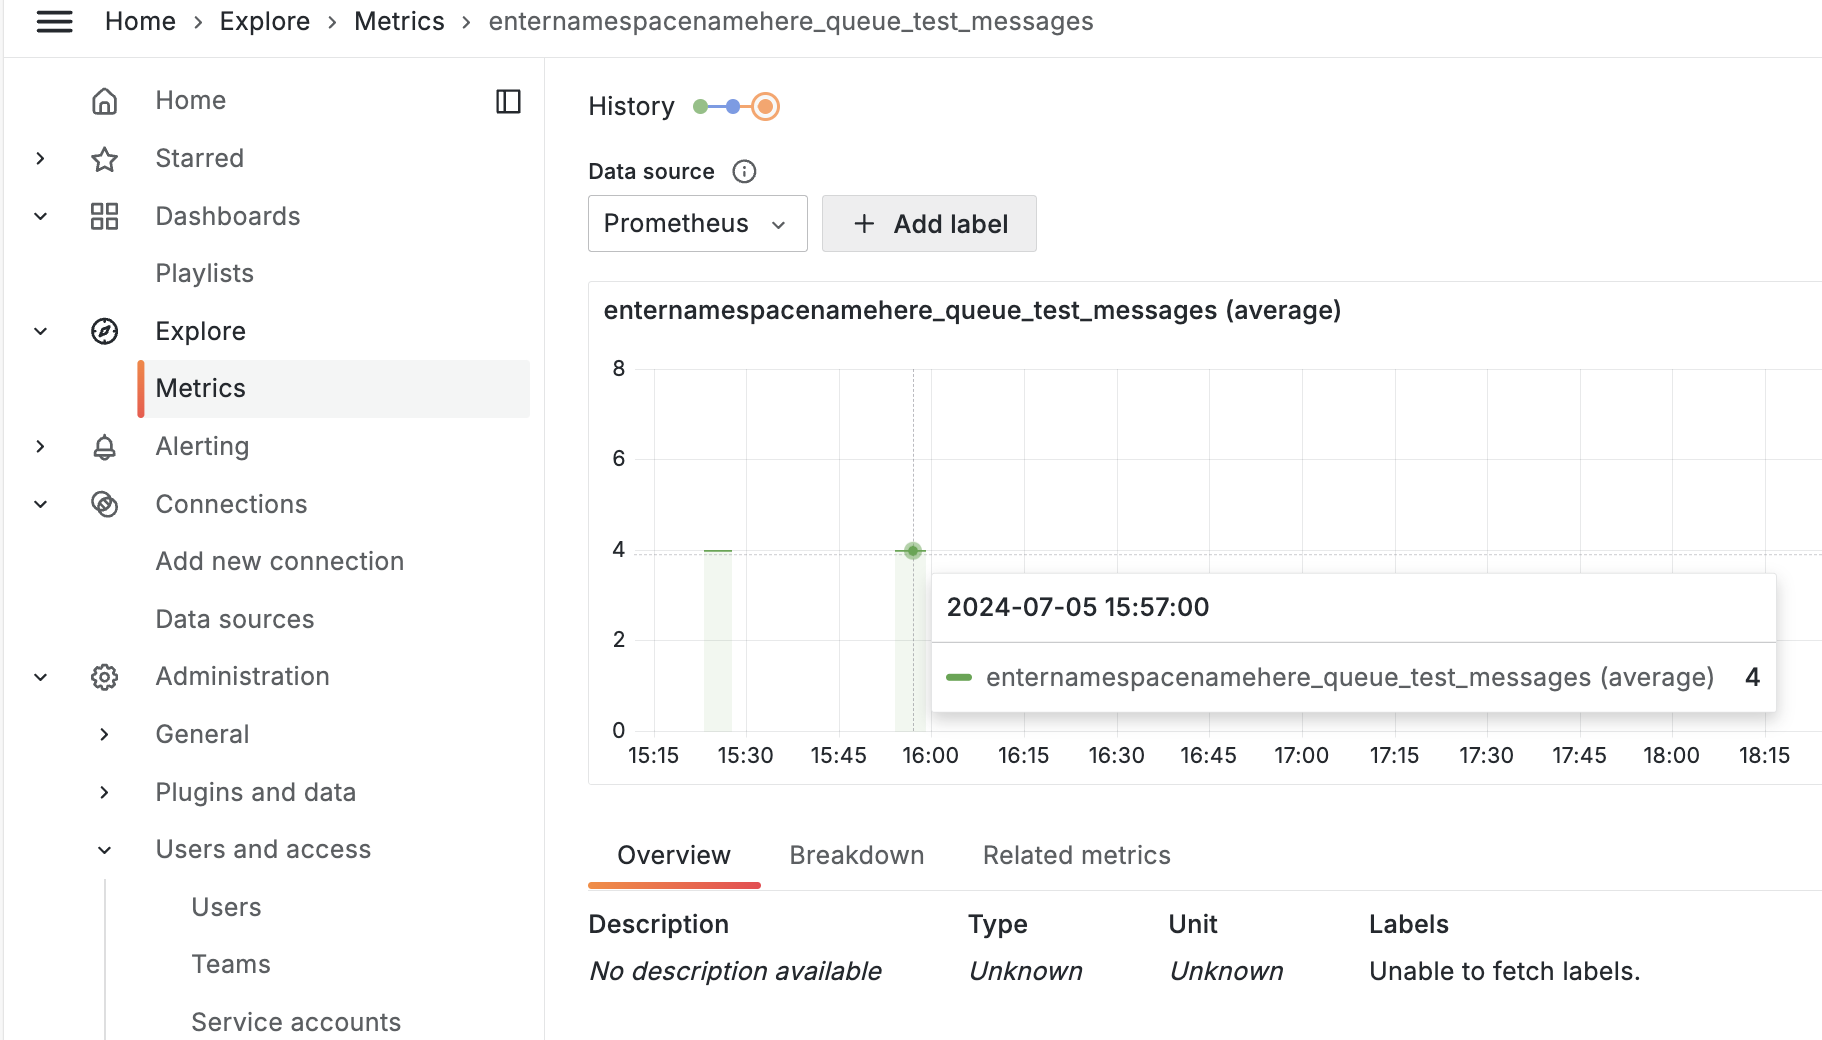 Home › Explore › Metrics › enternamespacenamehere_queue_test_messages
Home
Starred
Dashboards
Playlists
Explore
Metrics
Alerting
Connections
Add new connection
Data sources
Administration
General
Plugins and data
Users and access
Users
Teams
Service accounts
History
Data source
Prometheus
+ Add label
enternamespacenamehere_queue_test_messages (average)
8
6
4
2
0
15:15 15:30 15:45 16:00 16:15 16:30 16:45 17:00 17:15 17:30 17:45 18:00 18:15
2024-07-05 15:57:00
enternamespacenamehere_queue_test_messages (average) 4
Overview Breakdown Related metrics
Description Type Unit Labels
No description available Unknown Unknown Unable to fetch labels.